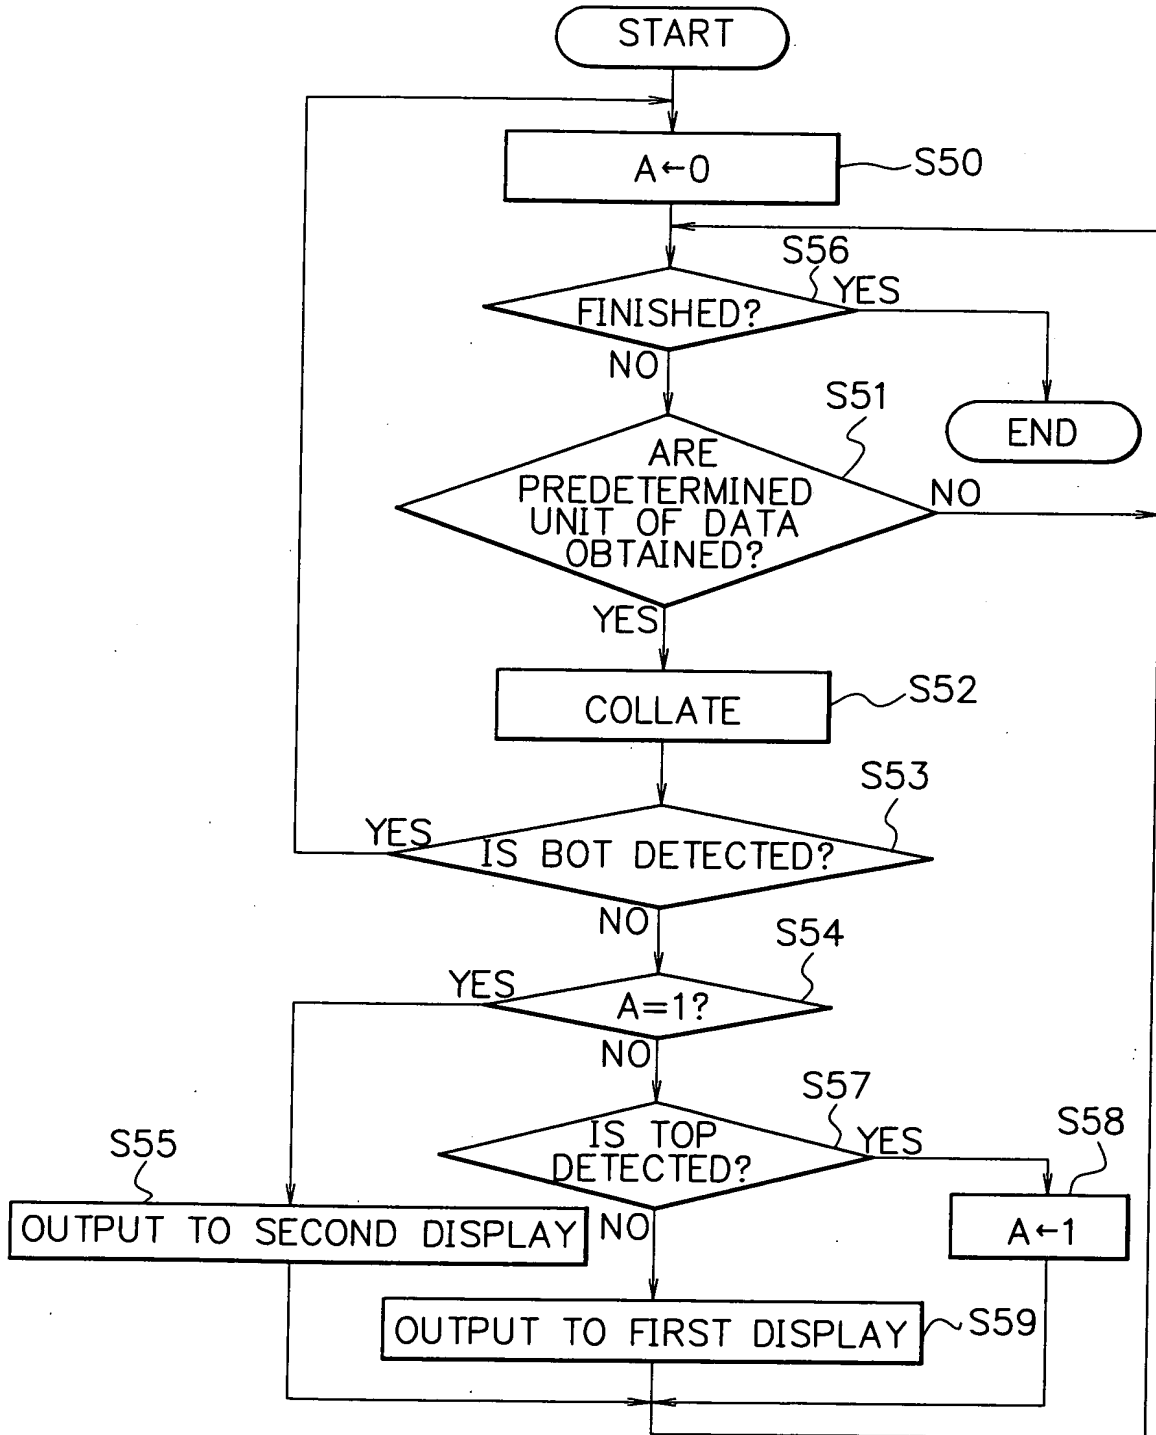 START
A←0
S50
S56
FINISHED?
YES
NO
S51
END
ARE
PREDETERMINED
UNIT OF DATA
OBTAINED?
NO
YES
COLLATE
S52
S53
YES
IS BOT DETECTED?
NO
S54
YES
A=1?
NO
S57
IS TOP
DETECTED?
YES
S58
S55
OUTPUT TO SECOND DISPLAY
NO
A←1
OUTPUT TO FIRST DISPLAY
S59